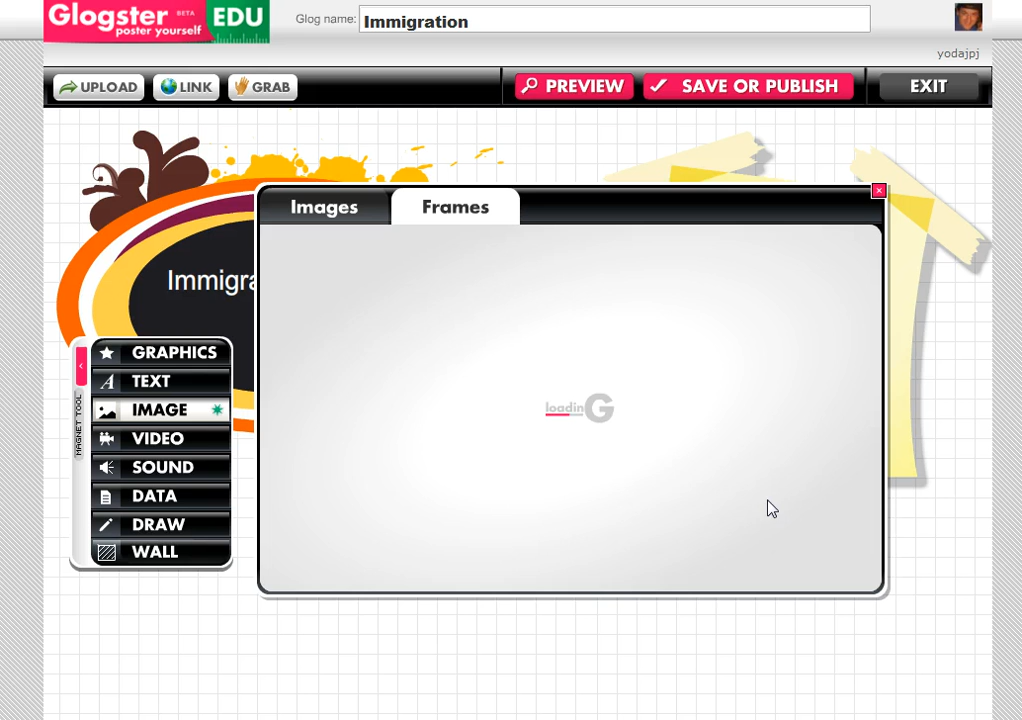 Glogster BETA EDU
poster yourself
Glog name: Immigration
yodajpj
UPLOAD LINK GRAB PREVIEW SAVE OR PUBLISH EXIT
Images Frames
Immigra
GRAPHICS
TEXT
IMAGE
VIDEO
SOUND
DATA
DRAW
WALL
MAGNET TOOL
loadinG